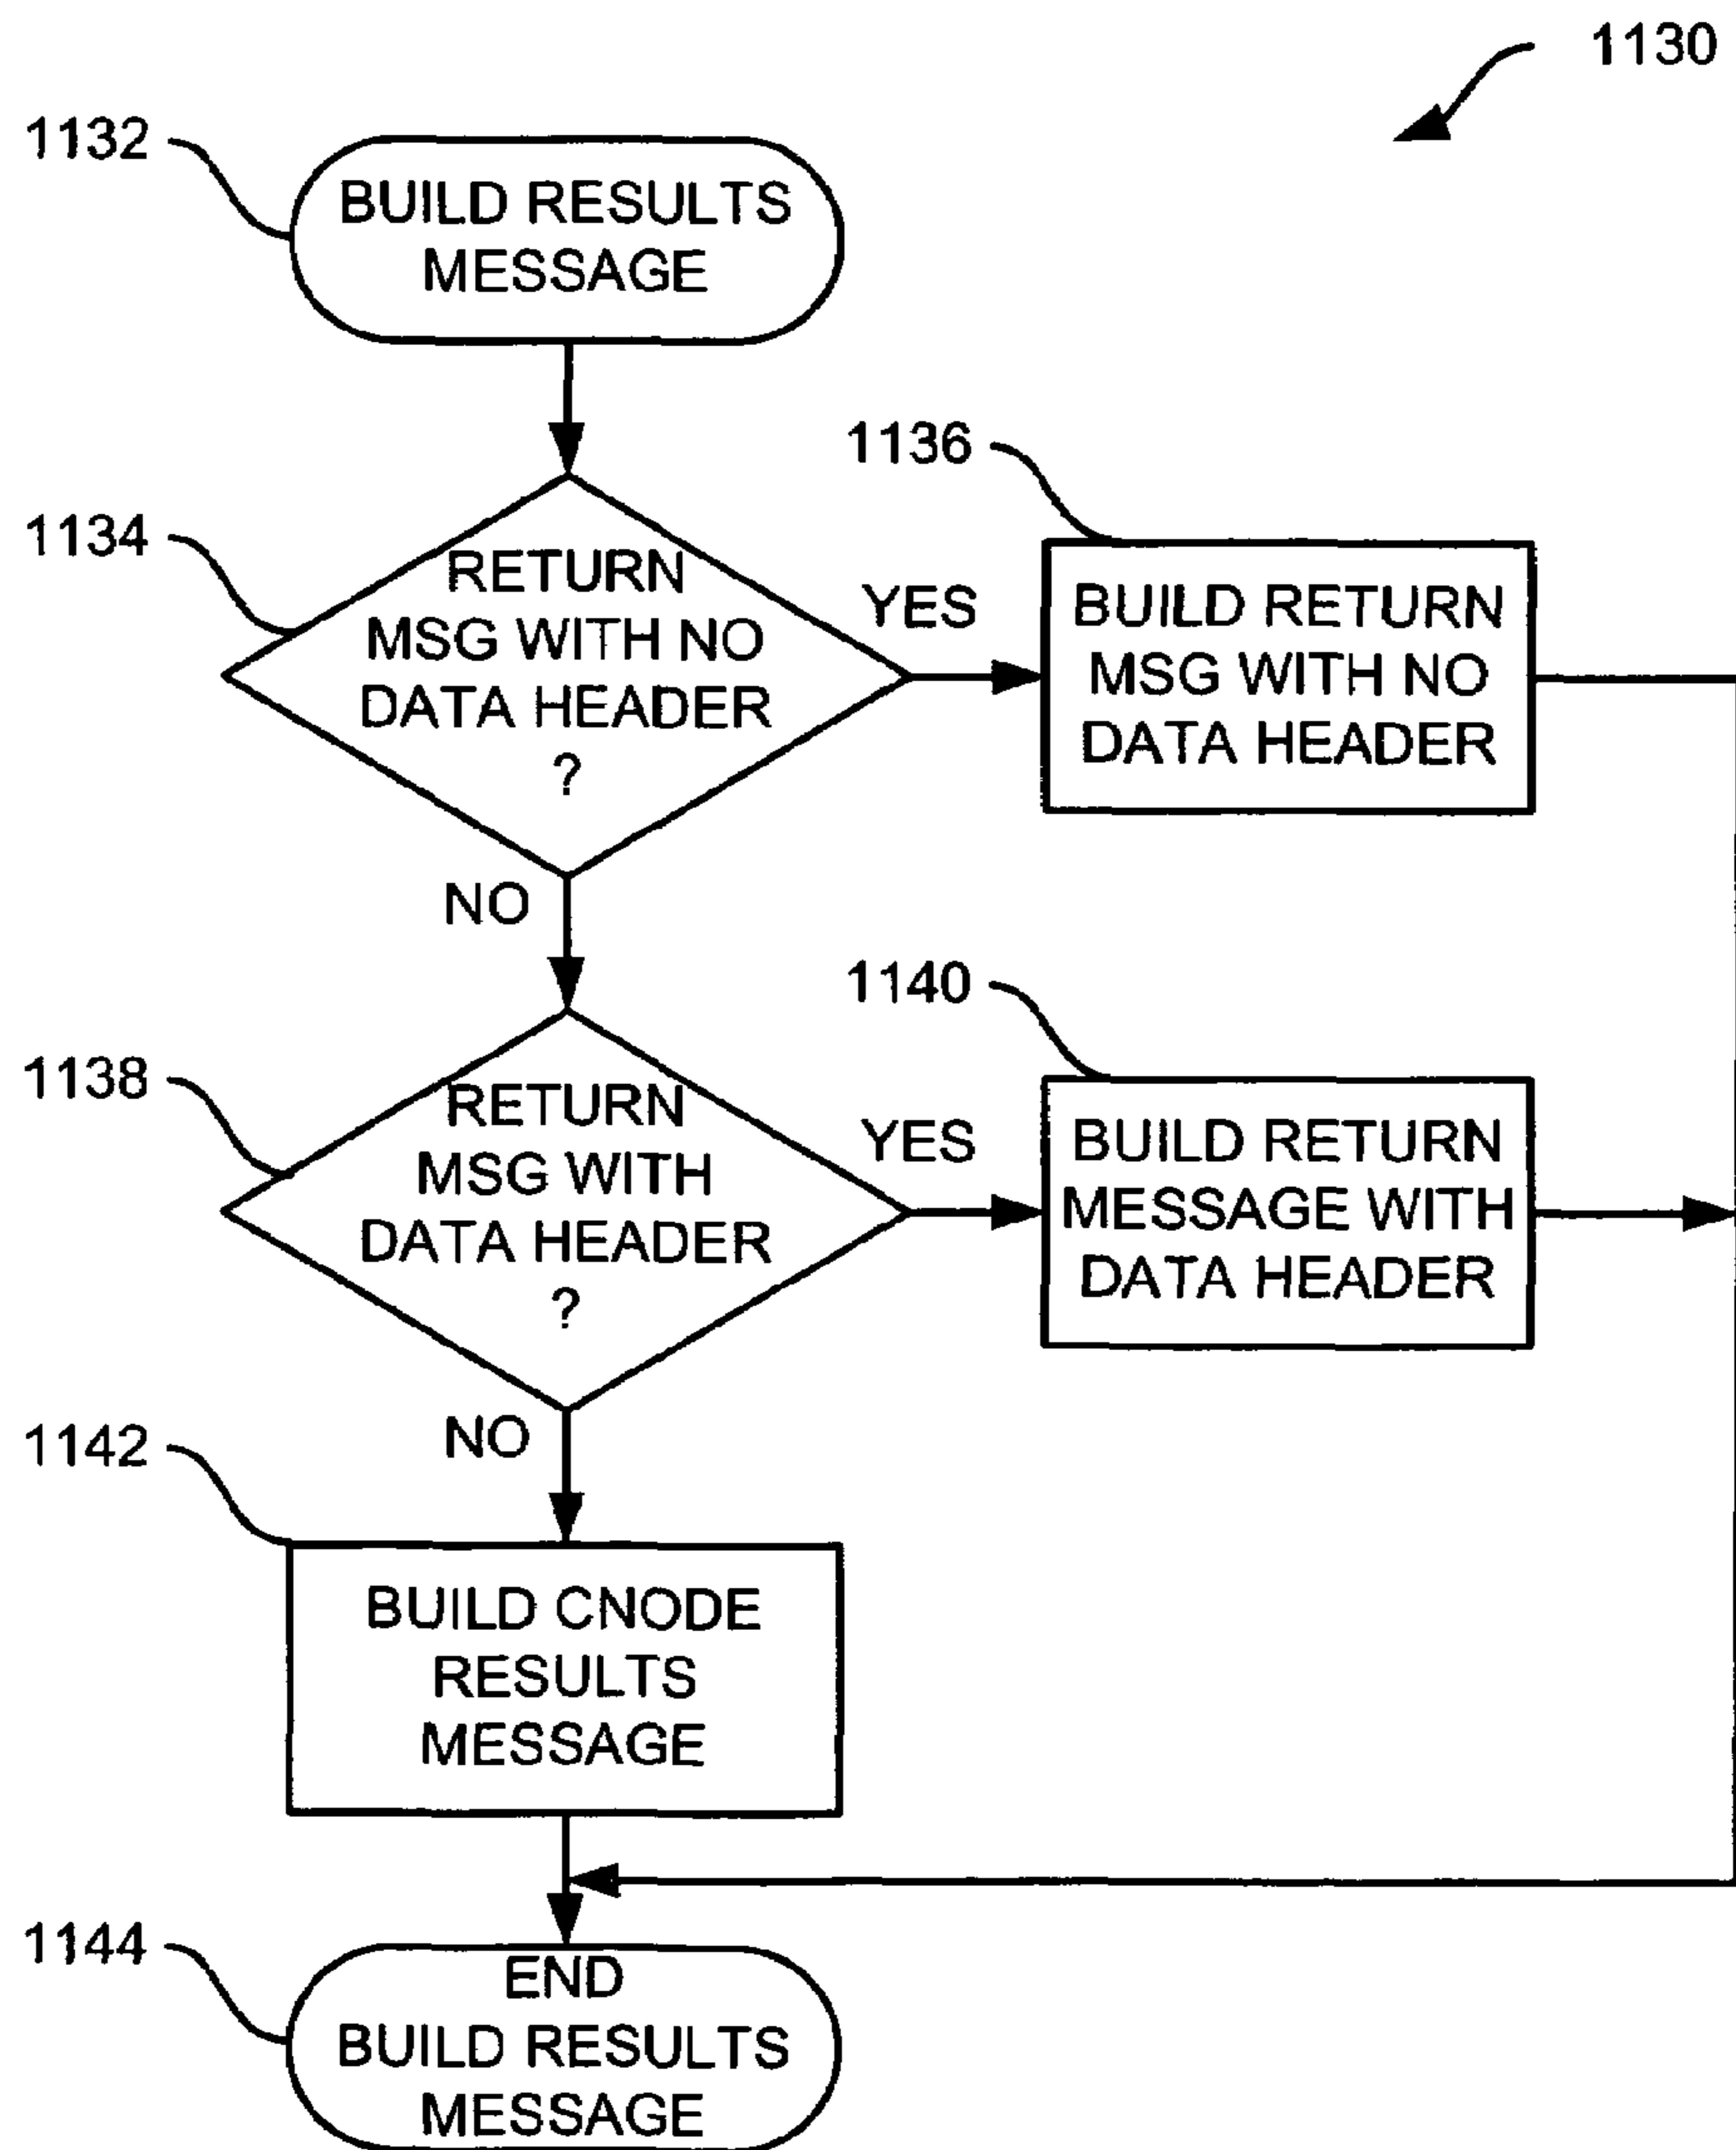 1130
1132
BUILD RESULTS
MESSAGE
1134
RETURN
MSG WITH NO
DATA HEADER
?
YES
NO
1136
BUILD RETURN
MSG WITH NO
DATA HEADER
1138
RETURN
MSG WITH
DATA HEADER
?
YES
NO
1140
BUILD RETURN
MESSAGE WITH
DATA HEADER
1142
BUILD CNODE
RESULTS
MESSAGE
1144
END
BUILD RESULTS
MESSAGE